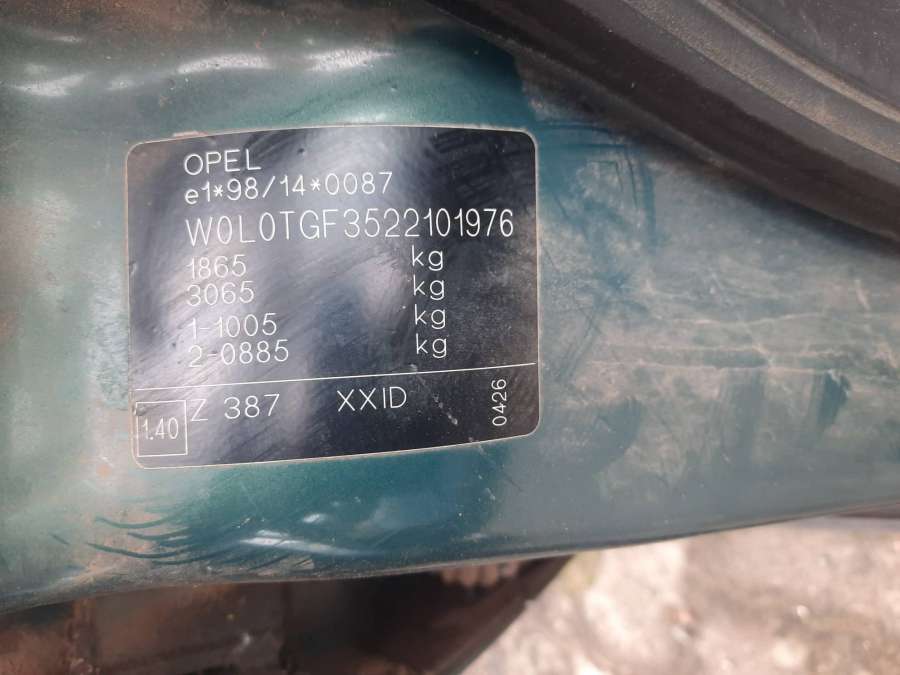 OPEL
e1*98/14*0087
W0L0TGF3522101976
1865 kg
3065 kg
1-1005 kg
2-0885 kg
1.40 Z 387 XXID 0426